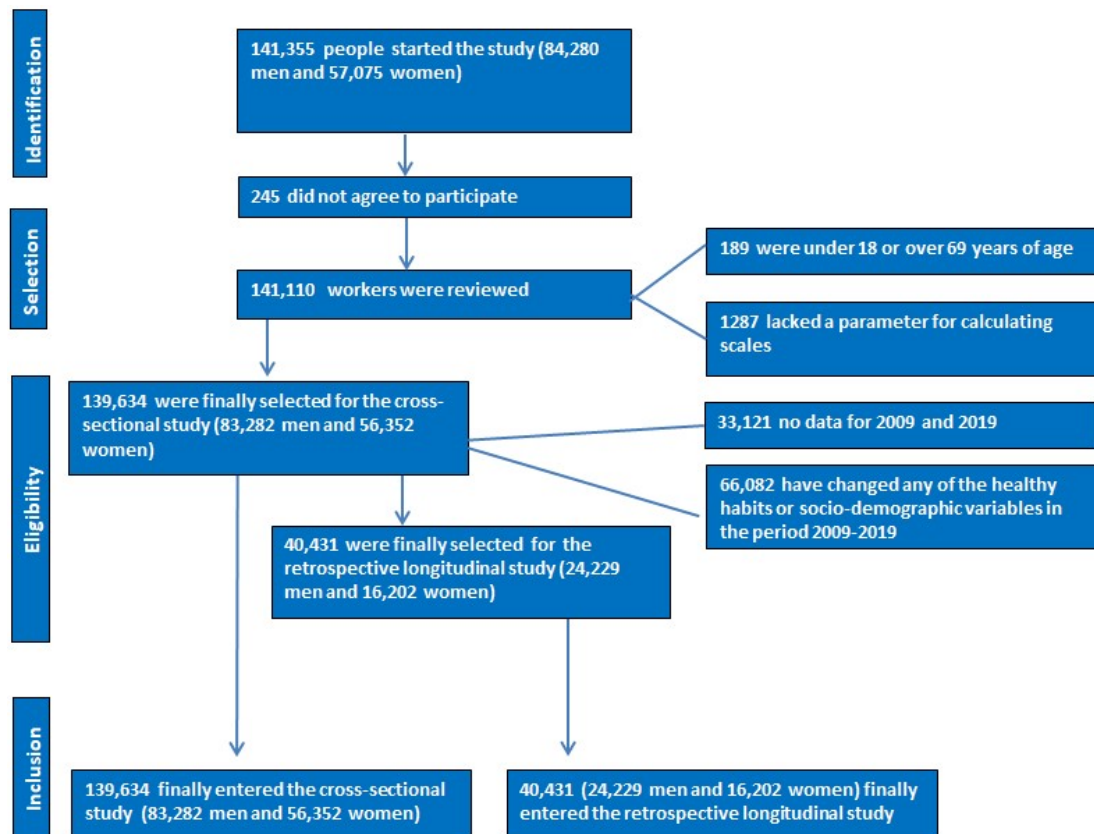 Identification
141,355 people started the study (84,280
men and 57,075 women)
245 did not agree to participate
Selection
141,110 workers were reviewed
189 were under 18 or over 69 years of age
1287 lacked a parameter for calculating
scales
Eligibility
139,634 were finally selected for the cross-
sectional study (83,282 men and 56,352
women)
33,121 no data for 2009 and 2019
66,082 have changed any of the healthy
habits or socio-demographic variables in
the period 2009-2019
40,431 were finally selected for the
retrospective longitudinal study (24,229
men and 16,202 women)
Inclusion
139,634 finally entered the cross-sectional
study (83,282 men and 56,352 women)
40,431 (24,229 men and 16,202 women) finally
entered the retrospective longitudinal study